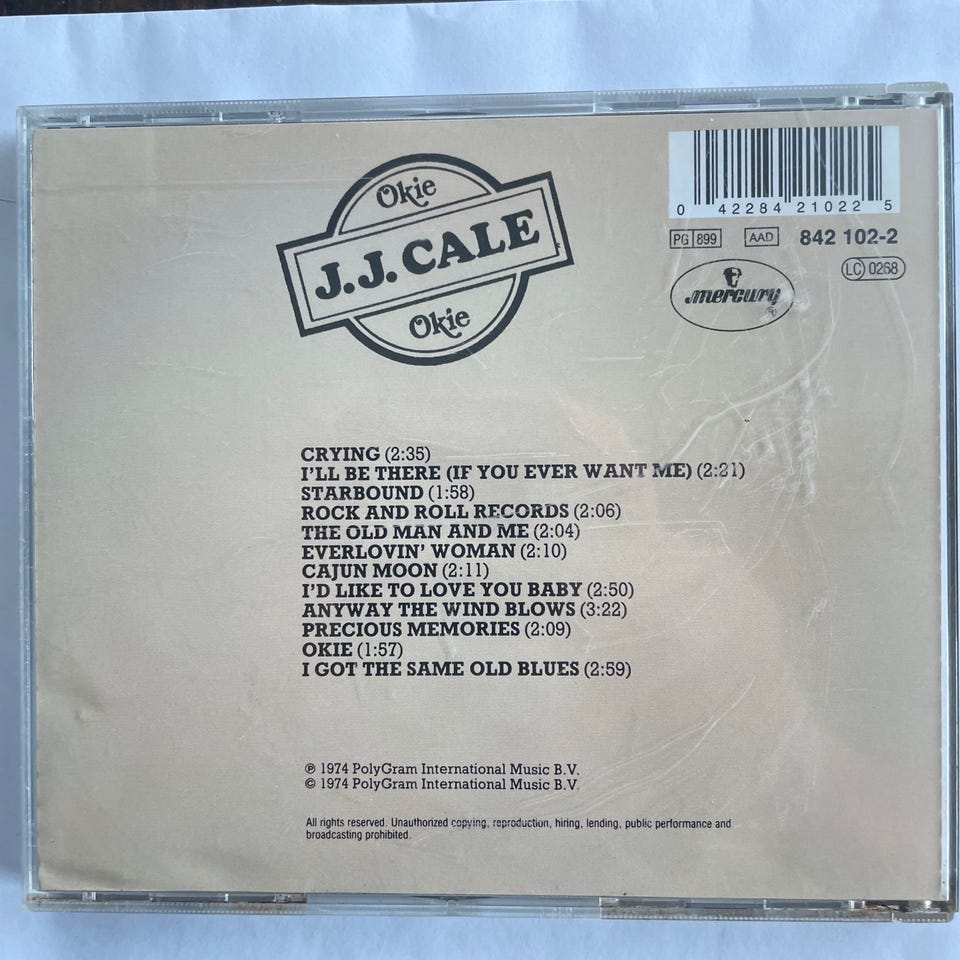 Okie
J.J. CALE
Okie
0 42284 21022 5
PG 899 AAD 842 102-2
LC 0268
mercury
CRYING (2:35)
I'LL BE THERE (IF YOU EVER WANT ME) (2:21)
STARBOUND (1:58)
ROCK AND ROLL RECORDS (2:06)
THE OLD MAN AND ME (2:04)
EVERLOVIN' WOMAN (2:10)
CAJUN MOON (2:11)
I'D LIKE TO LOVE YOU BABY (2:50)
ANYWAY THE WIND BLOWS (3:22)
PRECIOUS MEMORIES (2:09)
OKIE (1:57)
I GOT THE SAME OLD BLUES (2:59)
℗ 1974 PolyGram International Music B.V.
© 1974 PolyGram International Music B.V.
All rights reserved. Unauthorized copying, reproduction, hiring, lending, public performance and
broadcasting prohibited.